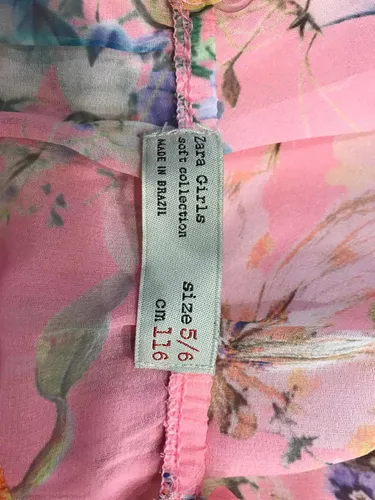 Zara Girls
soft collection
MADE IN BRAZIL
size 5/6
cm 116